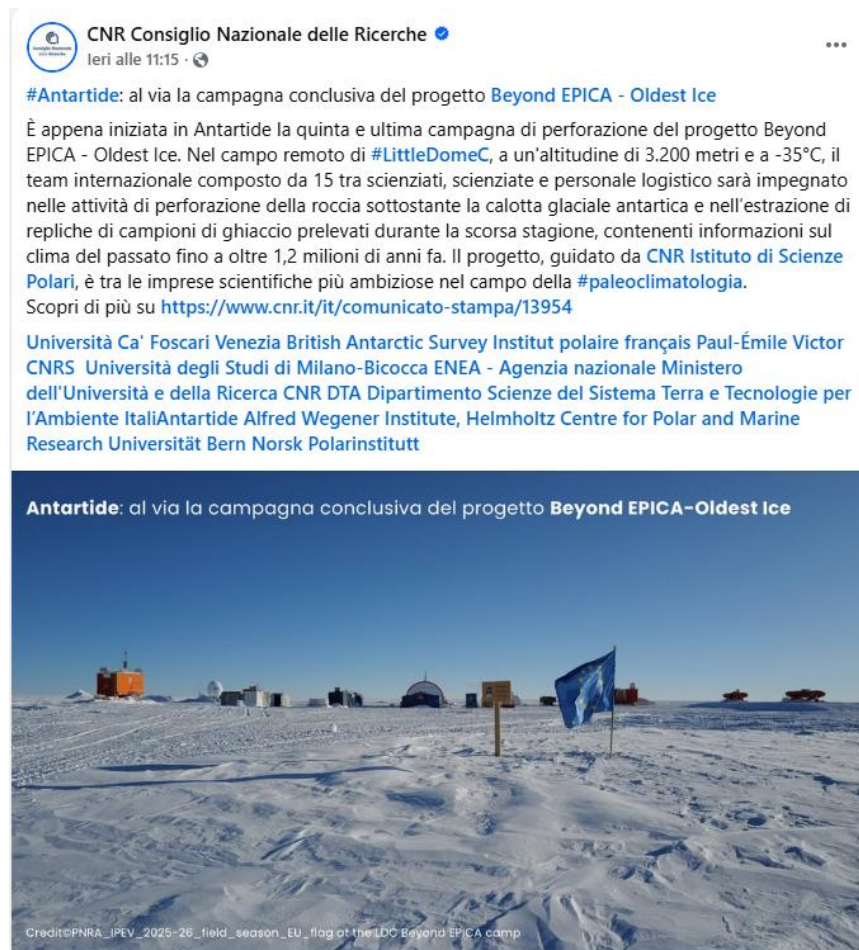 CNR Consiglio Nazionale delle Ricerche
Ieri alle 11:15 ·
#Antartide: al via la campagna conclusiva del progetto Beyond EPICA - Oldest Ice
È appena iniziata in Antartide la quinta e ultima campagna di perforazione del progetto Beyond
EPICA - Oldest Ice. Nel campo remoto di #LittleDomeC, a un'altitudine di 3.200 metri e a -35°C, il
team internazionale composto da 15 tra scienziati, scienziate e personale logistico sarà impegnato
nelle attività di perforazione della roccia sottostante la calotta glaciale antartica e nell'estrazione di
repliche di campioni di ghiaccio prelevati durante la scorsa stagione, contenenti informazioni sul
clima del passato fino a oltre 1,2 milioni di anni fa. Il progetto, guidato da CNR Istituto di Scienze
Polari, è tra le imprese scientifiche più ambiziose nel campo della #paleoclimatologia.
Scopri di più su https://www.cnr.it/it/comunicato-stampa/13954
Università Ca' Foscari Venezia British Antarctic Survey Institut polaire français Paul-Émile Victor
CNRS Università degli Studi di Milano-Bicocca ENEA - Agenzia nazionale Ministero
dell'Università e della Ricerca CNR DTA Dipartimento Scienze del Sistema Terra e Tecnologie per
l'Ambiente ItaliAntartide Alfred Wegener Institute, Helmholtz Centre for Polar and Marine
Research Universität Bern Norsk Polarinstitutt
Antartide: al via la campagna conclusiva del progetto Beyond EPICA-Oldest Ice
Credit©PNRA_IPEV_2025-26_field_season_EU_flag at the LDC Beyond EPICA camp